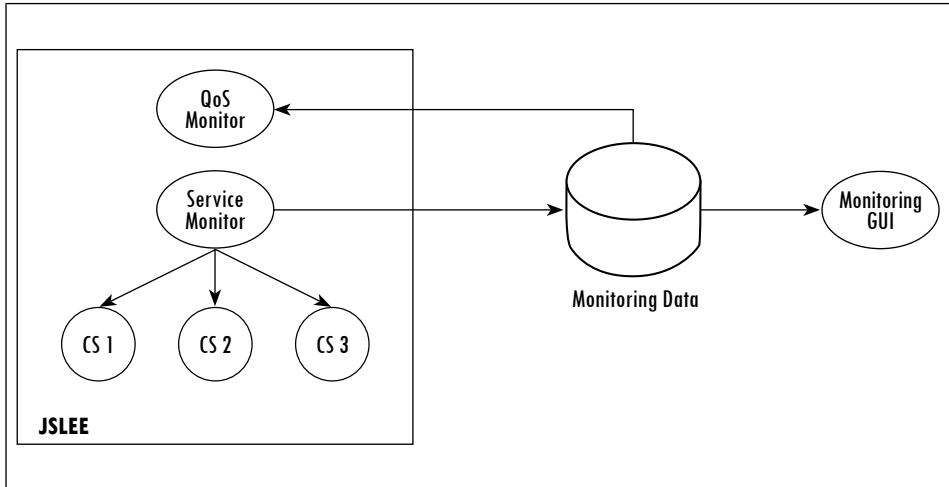 QoS
Monitor
Service
Monitor
Monitoring
GUI
Monitoring Data
CS 1
CS 2
CS 3
JSLEE